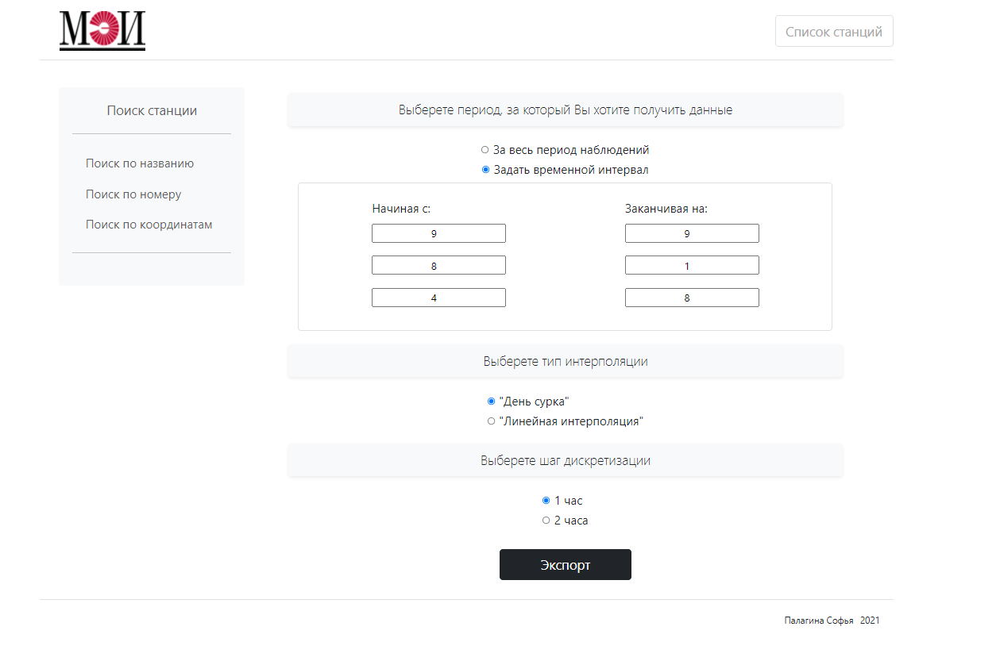 МЭИ
Список станций
Поиск станции
Поиск по названию
Поиск по номеру
Поиск по координатам
Выберете период, за который Вы хотите получить данные
За весь период наблюдений
Задать временной интервал
Начиная с:
9
8
4
Заканчивая на:
9
1
8
Выберете тип интерполяции
"День сурка"
"Линейная интерполяция"
Выберете шаг дискретизации
1 час
2 часа
Экспорт
Палагина Софья 2021